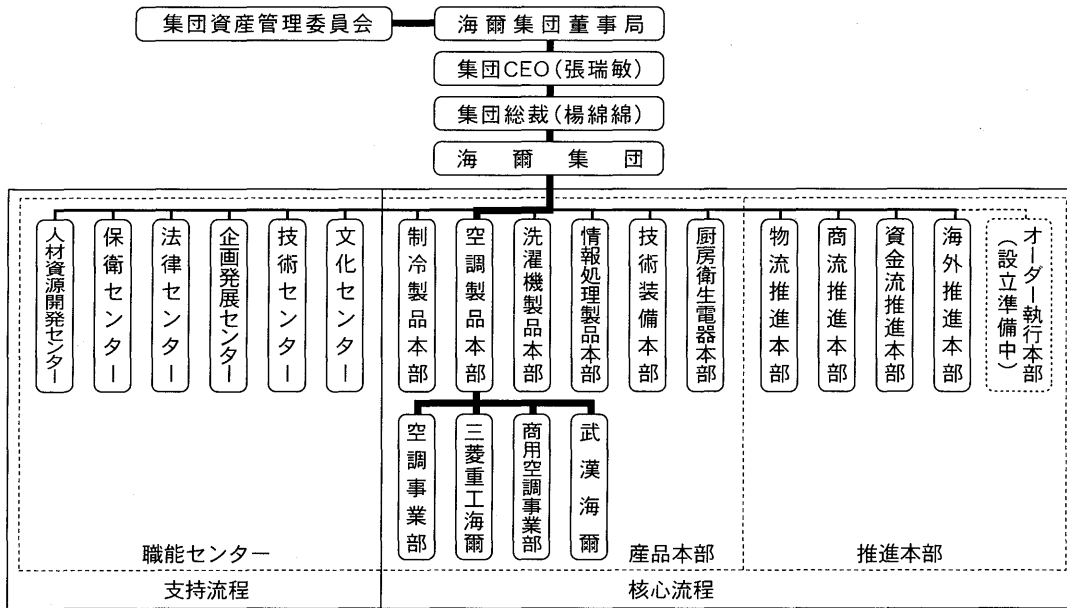 集団資産管理委員会
海爾集団董事局
集団CEO(張瑞敏)
集団総裁(楊綿綿)
海爾集団
人材資源開発センター
保衛センター
法律センター
企画発展センター
技術センター
文化センター
制冷製品本部
空調製品本部
洗濯機製品本部
情報処理製品本部
技術装備本部
厨房衛生電器本部
物流推進本部
商流推進本部
資金流推進本部
海外推進本部
オーダー執行本部
(設立準備中)
空調事業部
三菱重工海爾
商用空調事業部
武漢海爾
職能センター
産品本部
推進本部
支持流程
核心流程